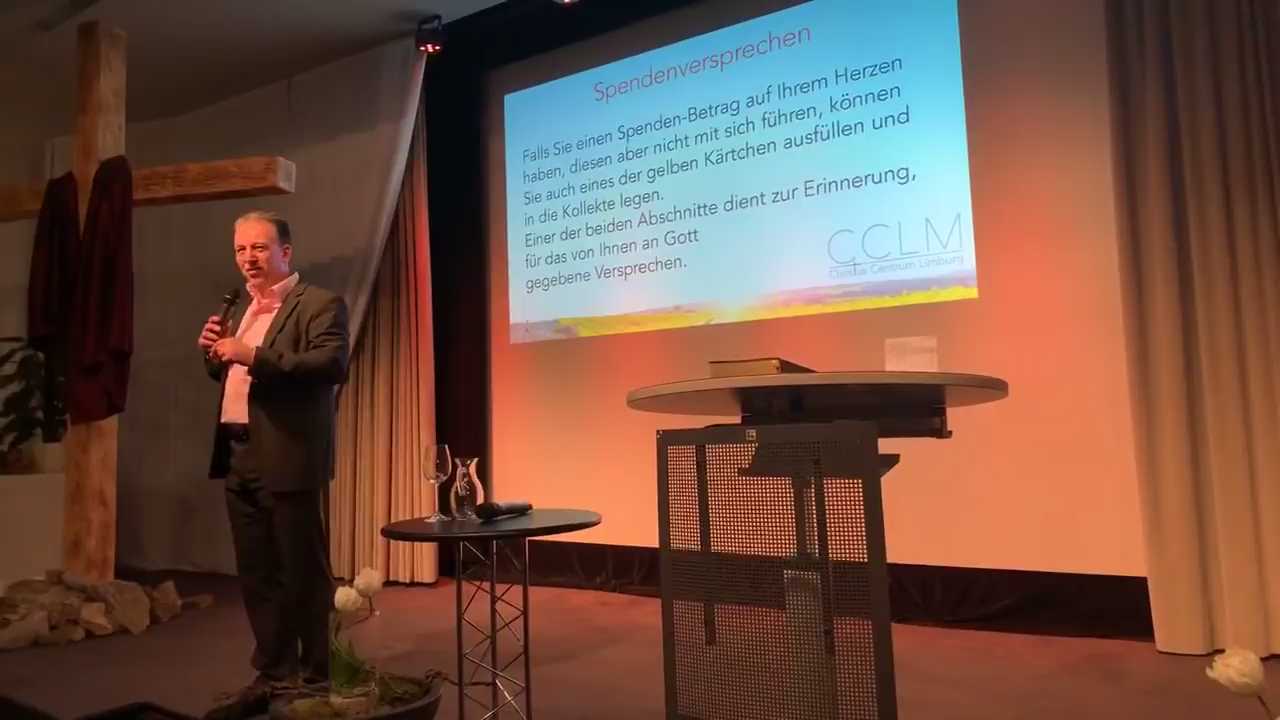 Spendenversprechen
Falls Sie einen Spenden-Betrag auf Ihrem Herzen
haben, diesen aber nicht mit sich führen, können
Sie auch eines der gelben Kärtchen ausfüllen und
in die Kollekte legen.
Einer der beiden Abschnitte dient zur Erinnerung,
für das von Ihnen an Gott
gegebene Versprechen.
CCLM
Christus Centrum Limburg